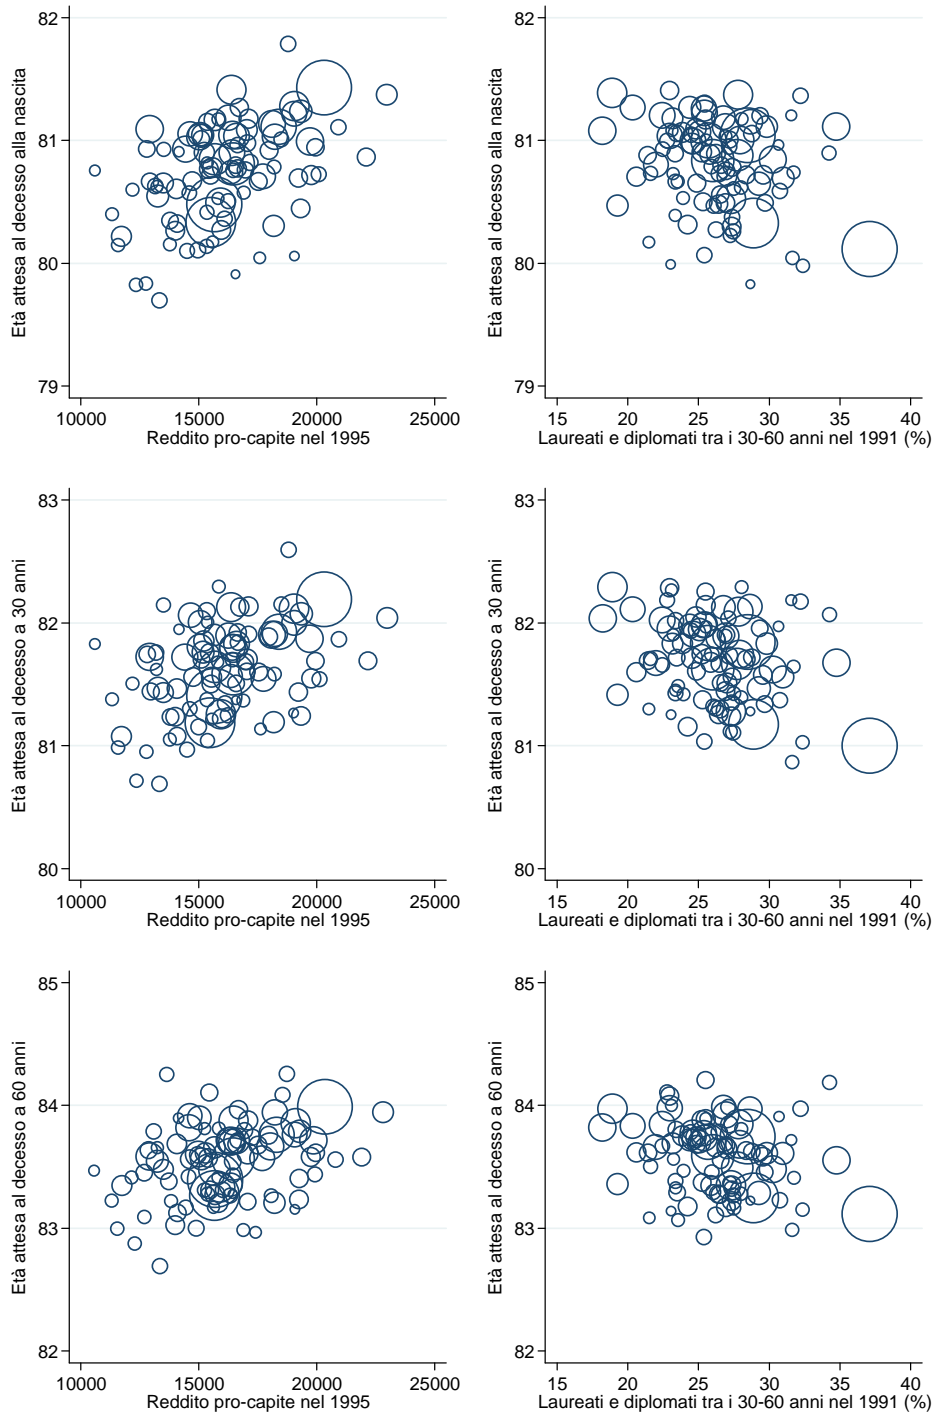 82
81
80
79
Età attesa al decesso alla nascita
10000 15000 20000 25000
Reddito pro-capite nel 1995
82
81
80
79
Età attesa al decesso alla nascita
15 20 25 30 35 40
Laureati e diplomati tra i 30-60 anni nel 1991 (%)
83
82
81
80
Età attesa al decesso a 30 anni
10000 15000 20000 25000
Reddito pro-capite nel 1995
83
82
81
80
Età attesa al decesso a 30 anni
15 20 25 30 35 40
Laureati e diplomati tra i 30-60 anni nel 1991 (%)
85
84
83
82
Età attesa al decesso a 60 anni
10000 15000 20000 25000
Reddito pro-capite nel 1995
85
84
83
82
Età attesa al decesso a 60 anni
15 20 25 30 35 40
Laureati e diplomati tra i 30-60 anni nel 1991 (%)